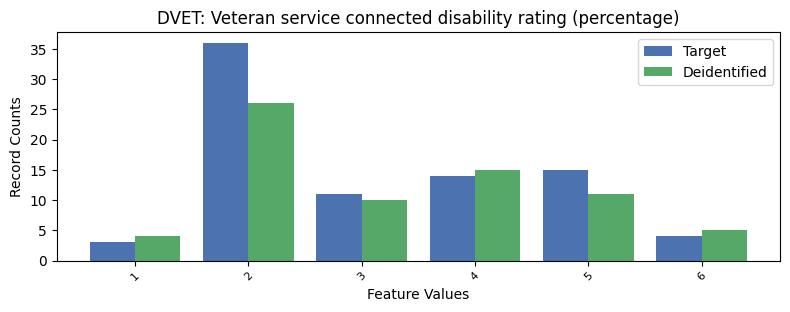 DVET: Veteran service connected disability rating (percentage)
Target
Deidentified
Record Counts
35
30
25
20
15
10
5
0
1 2 3 4 5 6
Feature Values